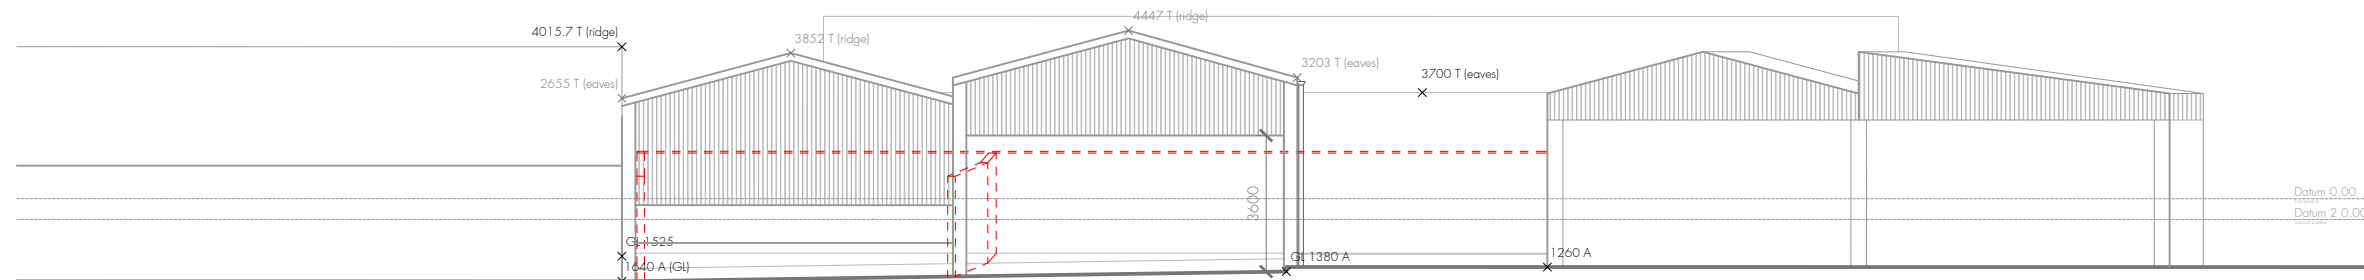 4447 T (ridge)
4015.7 T (ridge)
3852 T (ridge)
3203 T (eaves)
3700 T (eaves)
2655 T (eaves)
Datum 0.00
3600
Datum 2 0.00
GL 1525
1640 A (GL)
GL 1380 A
1260 A